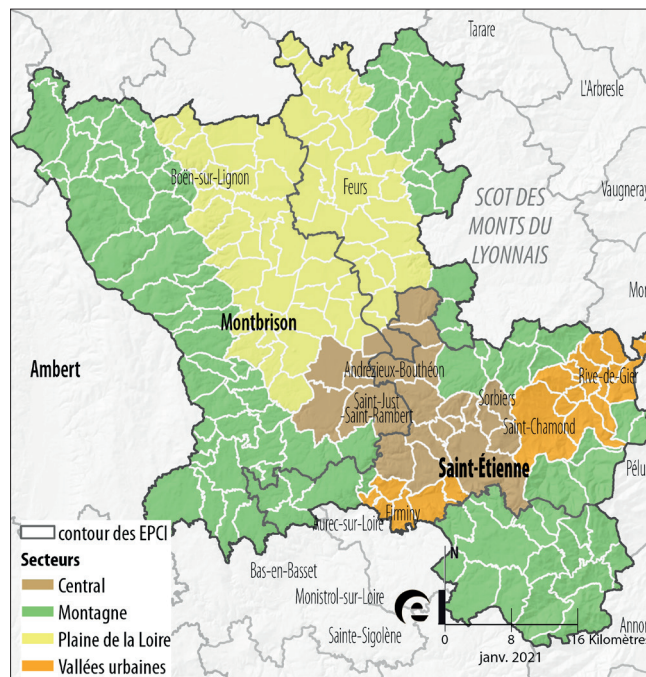 Tarare
L'Arbresle
Boën-sur-Lignon
Feurs
SCOT DES
MONTS DU
LYONNAIS
Vaugneray
Mor
Montbrison
Ambert
Andrézieux-Bouthéon
Rive-de-Gier
Sorbiers
Saint-Just
-Saint-Rambert
Saint-Chamond
Saint-Étienne
Pélu
Firminy
Aurec-sur-Loire
Bas-en-Basset
Monistrol-sur-Loire
Sainte-Sigolène
Annon
contour des EPCI
Secteurs
Central
Montagne
Plaine de la Loire
Vallées urbaines
N
0 8 16 Kilomètres
janv. 2021